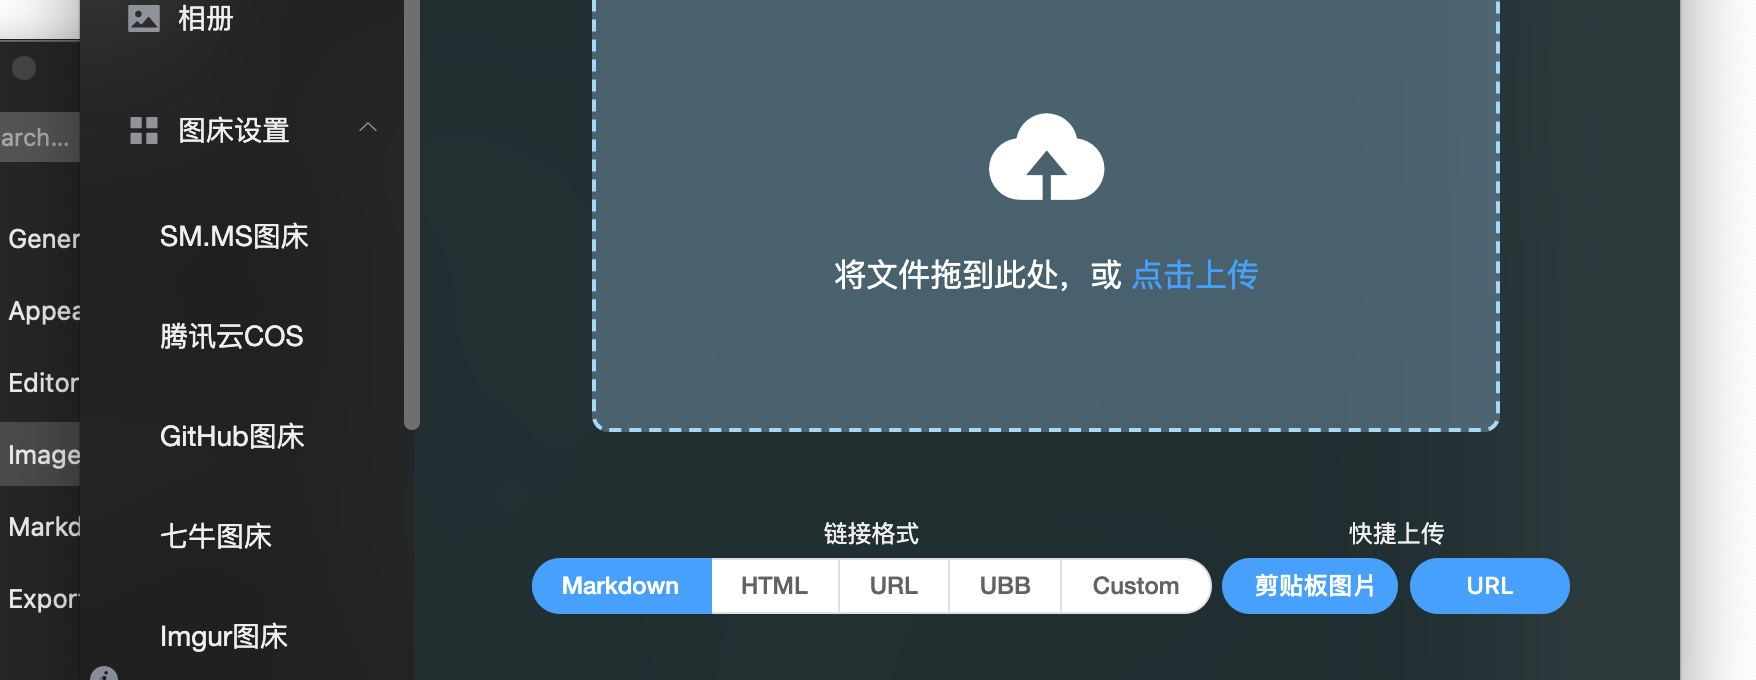 相册
arch...
图床设置
Gener
SM.MS图床
Appea
腾讯云COS
Editor
GitHub图床
Image
七牛图床
Markd
Imgur图床
Expor
将文件拖到此处，或 点击上传
链接格式
Markdown HTML URL UBB Custom
快捷上传
剪贴板图片 URL